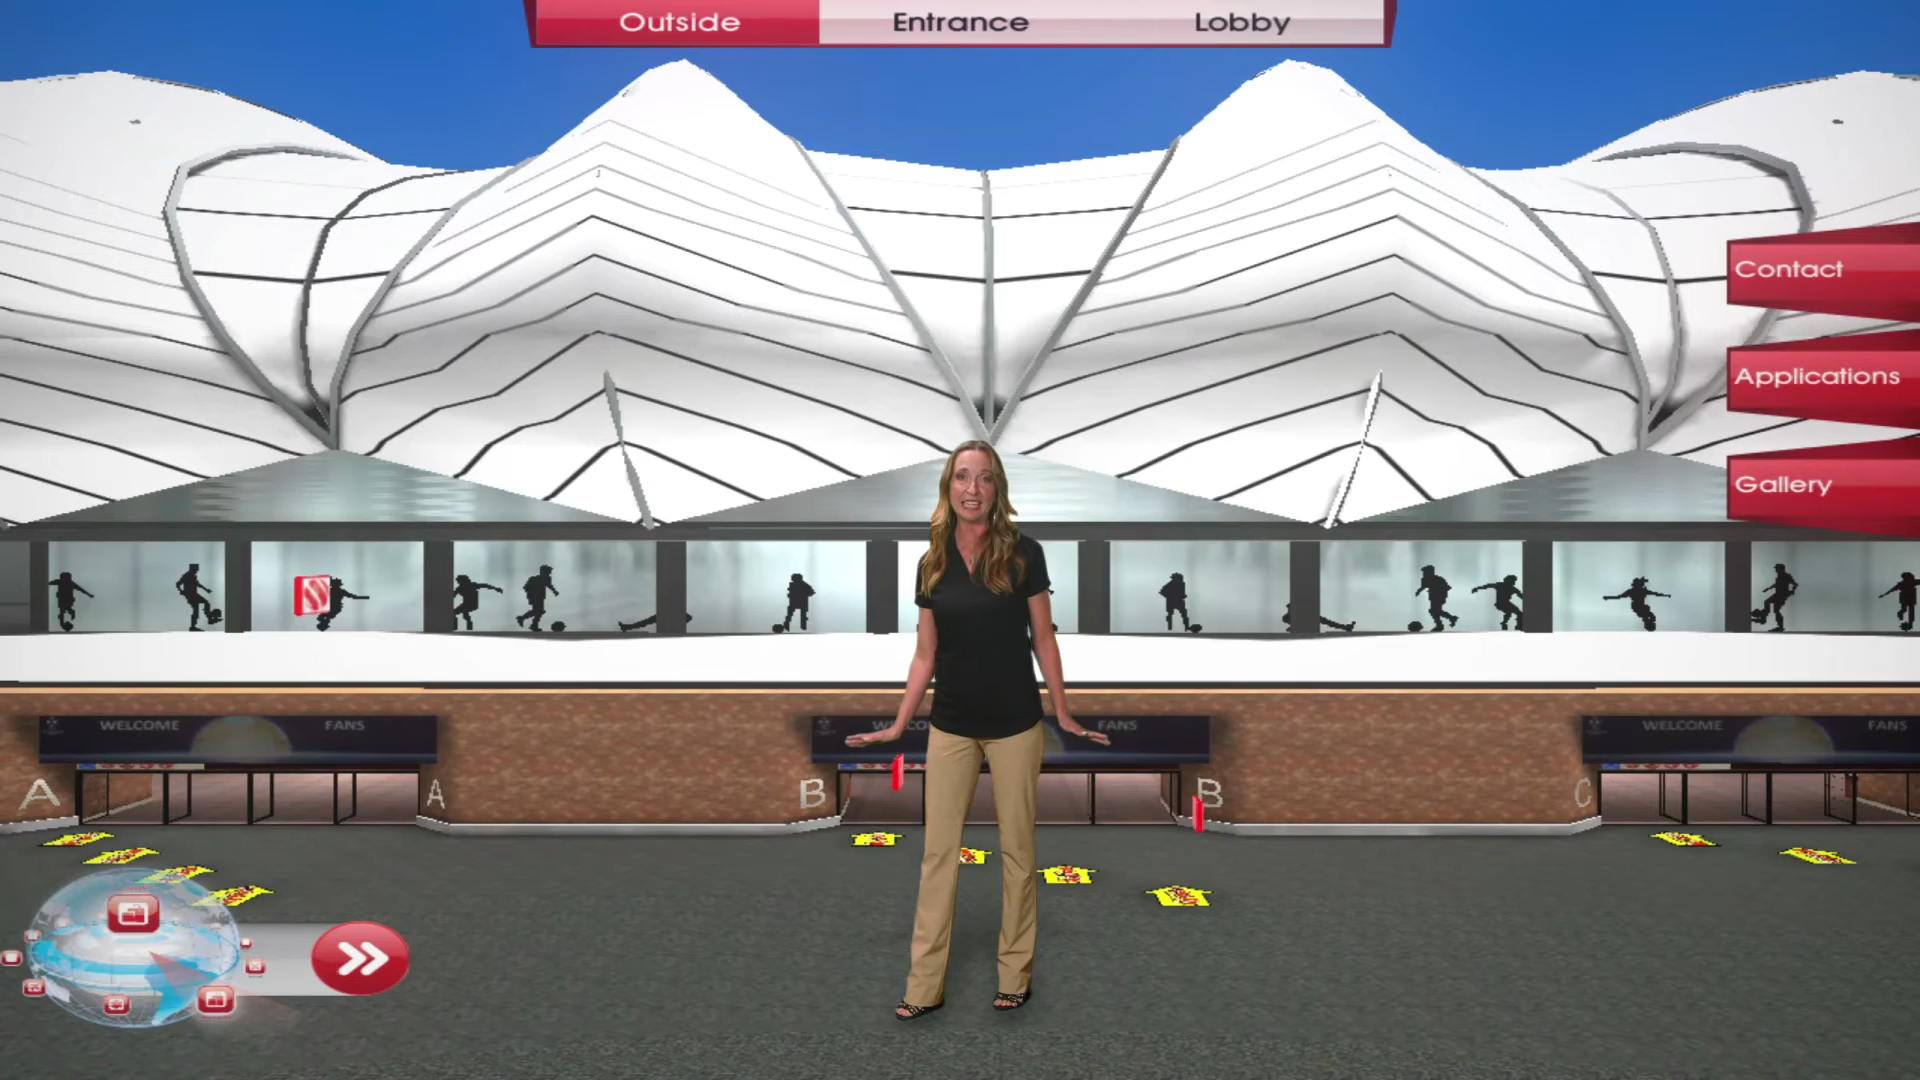 Outside Entrance Lobby
Contact
Applications
Gallery
WELCOME FANS
FANS
WELCOME FANS
A A B B C